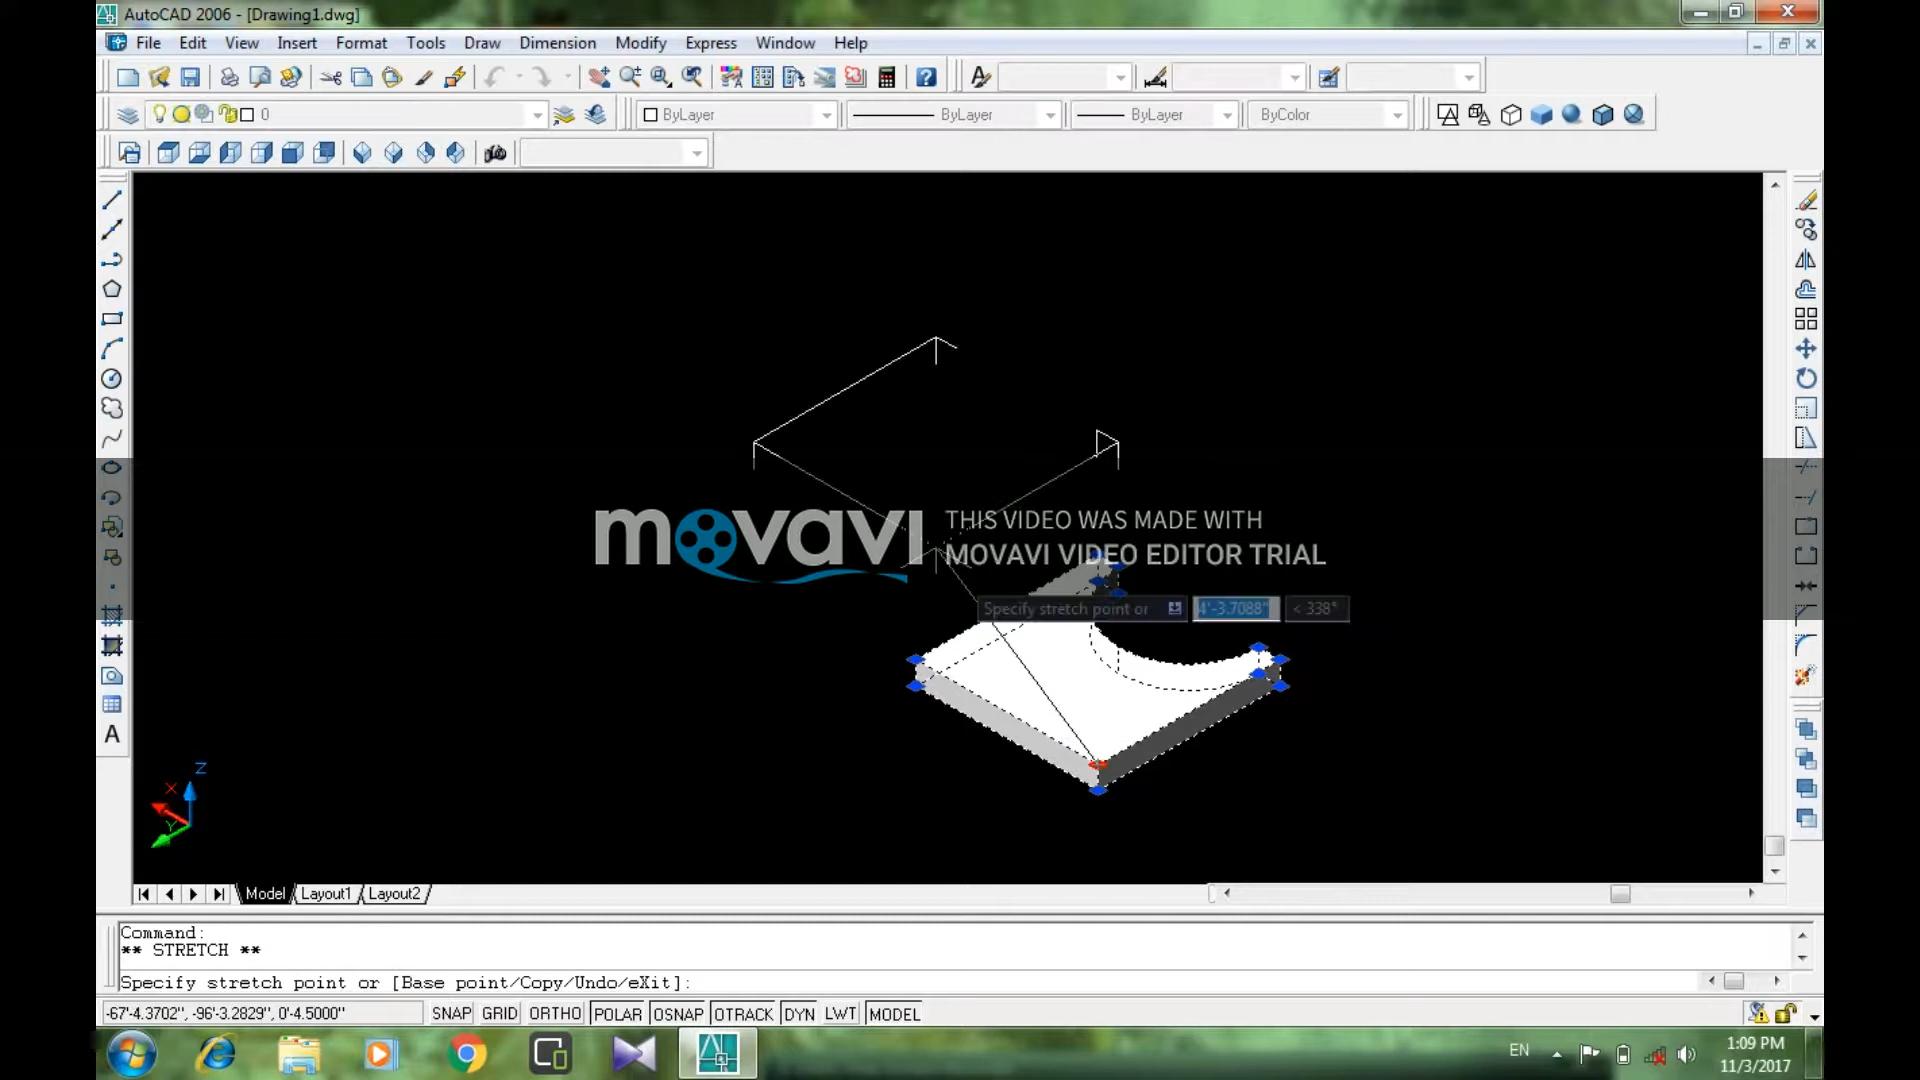 AutoCAD 2006 - [Drawing1.dwg]
File Edit View Insert Format Tools Draw Dimension Modify Express Window Help
0 ByLayer ByLayer ByLayer ByColor
movavi THIS VIDEO WAS MADE WITH
MOVAVI VIDEO EDITOR TRIAL
Specify stretch point or 4'-3.7088" < 338°
A
Z
X
Y
Model Layout1 Layout2
Command:
** STRETCH **
Specify stretch point or [Base point/Copy/Undo/eXit]:
-67'-4.3702", -96'-3.2829", 0'-4.5000" SNAP GRID ORTHO POLAR OSNAP OTRACK DYN LWT MODEL
EN 1:09 PM
11/3/2017